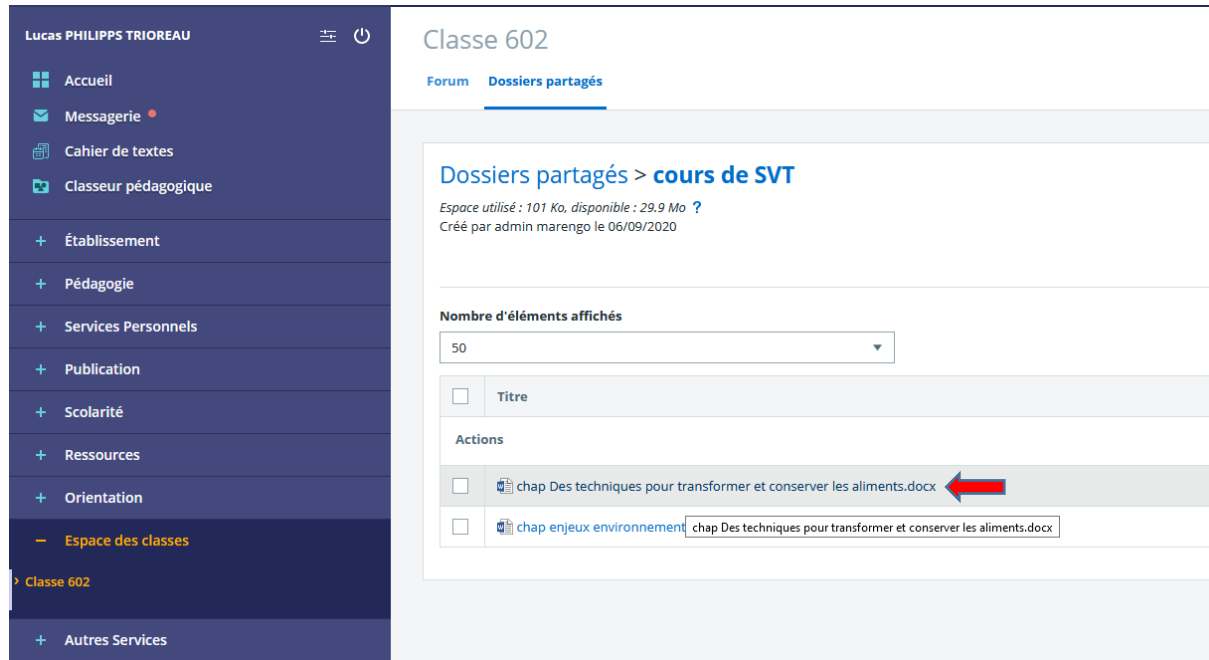 Lucas PHILIPPS TRIOREAU
Accueil
Messagerie
Cahier de textes
Classeur pédagogique
+ Établissement
+ Pédagogie
+ Services Personnels
+ Publication
+ Scolarité
+ Ressources
+ Orientation
− Espace des classes
› Classe 602
+ Autres Services
Classe 602
Forum Dossiers partagés
Dossiers partagés > cours de SVT
Espace utilisé : 101 Ko, disponible : 29.9 Mo ?
Créé par admin marengo le 06/09/2020
Nombre d'éléments affichés
50
Titre
Actions
chap Des techniques pour transformer et conserver les aliments.docx
chap enjeux environnement
chap Des techniques pour transformer et conserver les aliments.docx